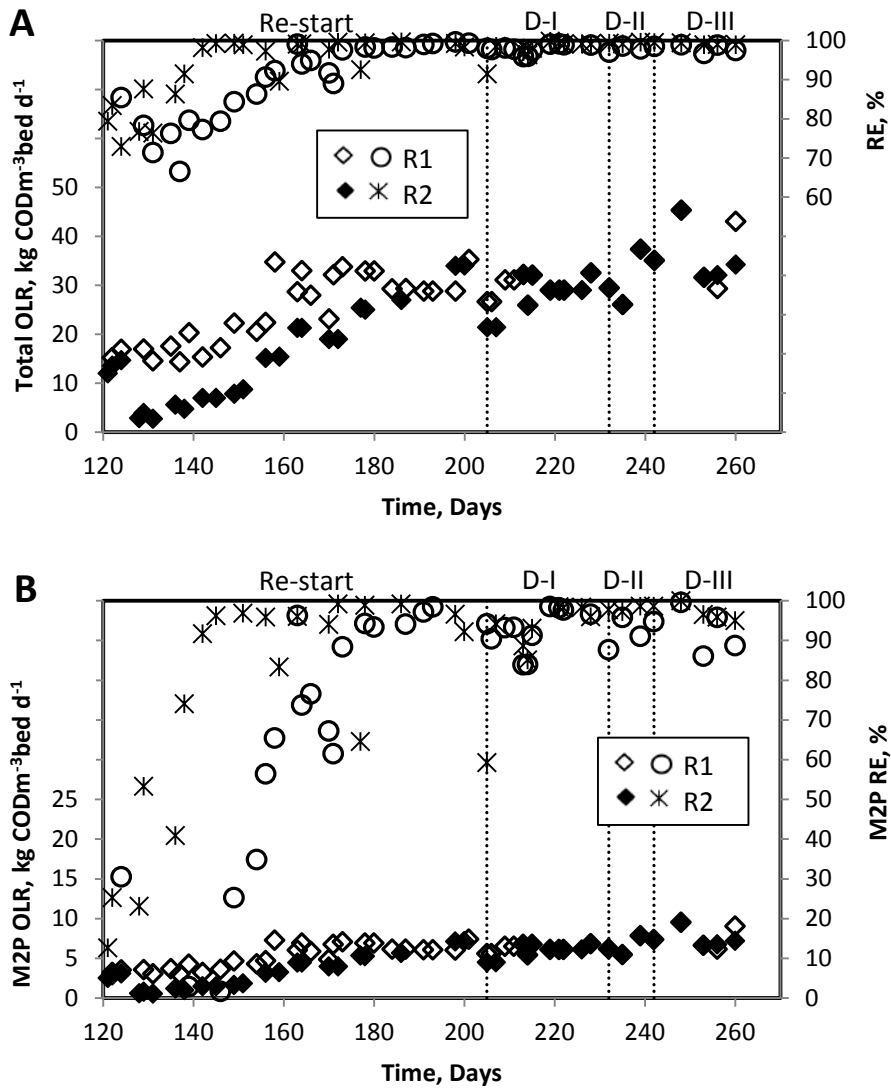 A
Re-start D-I D-II D-III
Total OLR, kg CODm⁻³bed d⁻¹
50
40
30
20
10
0
100
90
80
70
60
RE, %
R1
R2
120 140 160 180 200 220 240 260
Time, Days
B
Re-start D-I D-II D-III
M2P OLR, kg CODm⁻³bed d⁻¹
25
20
15
10
5
0
100
90
80
70
60
50
40
30
20
10
0
M2P RE, %
R1
R2
120 140 160 180 200 220 240 260
Time, Days